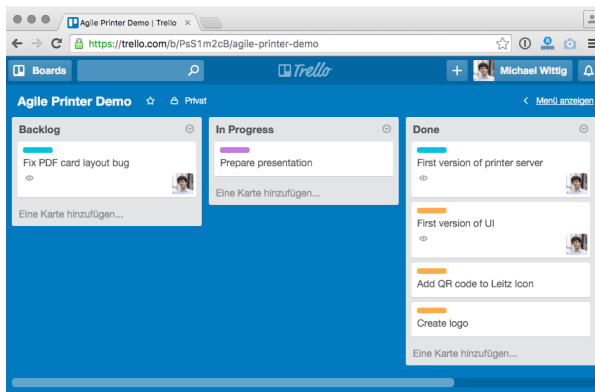 Agile Printer Demo | Trello
https://trello.com/b/PsS1m2cB/agile-printer-demo
Boards
Trello
Michael Wittig
Agile Printer Demo
Privat
Menü anzeigen
Backlog
Fix PDF card layout bug
Eine Karte hinzufügen...
In Progress
Prepare presentation
Eine Karte hinzufügen...
Done
First version of printer server
First version of UI
Add QR code to Leitz Icon
Create logo
Eine Karte hinzufügen...